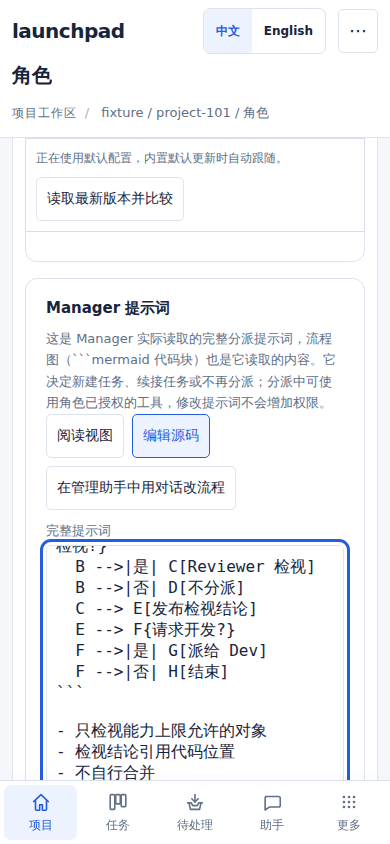 launchpad
中文 English ...
角色
项目工作区 / fixture / project-101 / 角色
正在使用默认配置，内置默认更新时自动跟随。
读取最新版本并比较
Manager 提示词
这是 Manager 实际读取的完整分派提示词，流程
图（```mermaid 代码块）也是它读取的内容。它
决定新建任务、续接任务或不再分派；分派中可使
用角色已授权的工具，修改提示词不会增加权限。
阅读视图 编辑源码
在管理助手中用对话改流程
完整提示词
检视?}
B -->|是| C[Reviewer 检视]
B -->|否| D[不分派]
C --> E[发布检视结论]
E --> F{请求开发?}
F -->|是| G[派给 Dev]
F -->|否| H[结束]
```
- 只检视能力上限允许的对象
- 检视结论引用代码位置
- 不自行合并
项目 任务 待处理 助手 更多